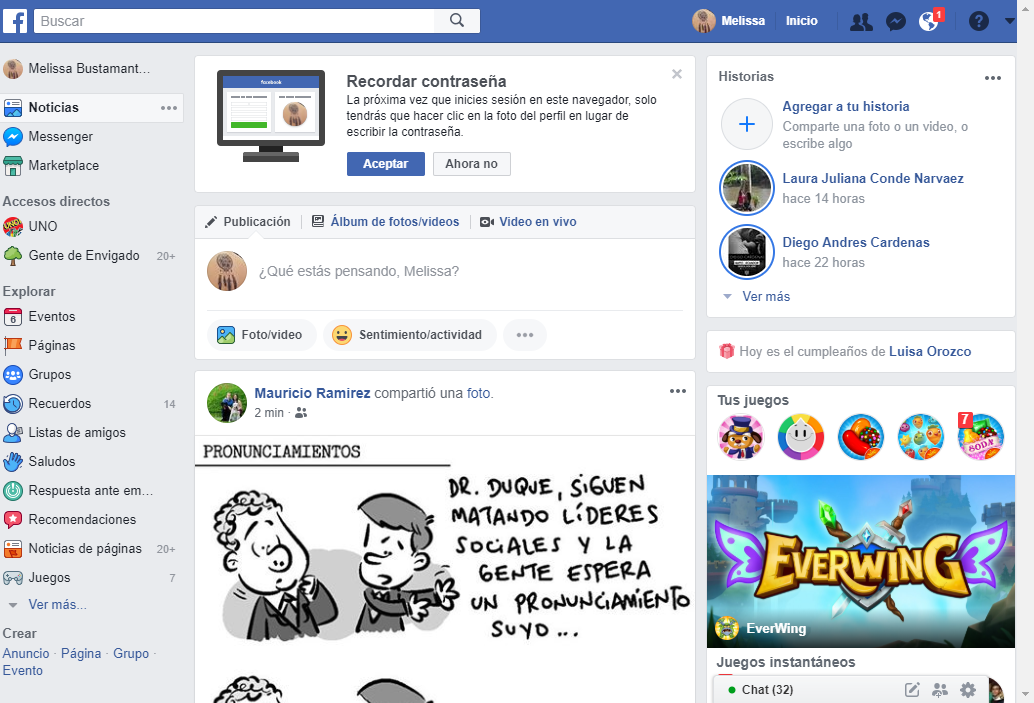 f
Buscar
Melissa
Inicio
1
?
Melissa Bustamant...
Noticias
Messenger
Marketplace
Accesos directos
UNO
Gente de Envigado 20+
Explorar
6
Eventos
Páginas
Grupos
Recuerdos 14
Listas de amigos
Saludos
Respuesta ante em...
Recomendaciones
Noticias de páginas 20+
Juegos 7
Ver más...
Crear
Anuncio · Página · Grupo ·
Evento
facebook
Recordar contraseña
La próxima vez que inicies sesión en este navegador, solo
tendrás que hacer clic en la foto del perfil en lugar de
escribir la contraseña.
Aceptar
Ahora no
Publicación
Álbum de fotos/videos
Video en vivo
¿Qué estás pensando, Melissa?
Foto/video
Sentimiento/actividad
Mauricio Ramirez compartió una foto.
2 min ·
PRONUNCIAMIENTOS
DR. DUQUE, SIGUEN
MATANDO LÍDERES
SOCIALES Y LA
GENTE ESPERA
UN PRONUNCIAMIENTO
SUYO...
Historias
Agregar a tu historia
Comparte una foto o un video, o
escribe algo
Laura Juliana Conde Narvaez
hace 14 horas
Diego Andres Cardenas
hace 22 horas
Ver más
Hoy es el cumpleaños de Luisa Orozco
Tus juegos
7
SODA
EVERWING
EverWing
Juegos instantáneos
Chat (32)